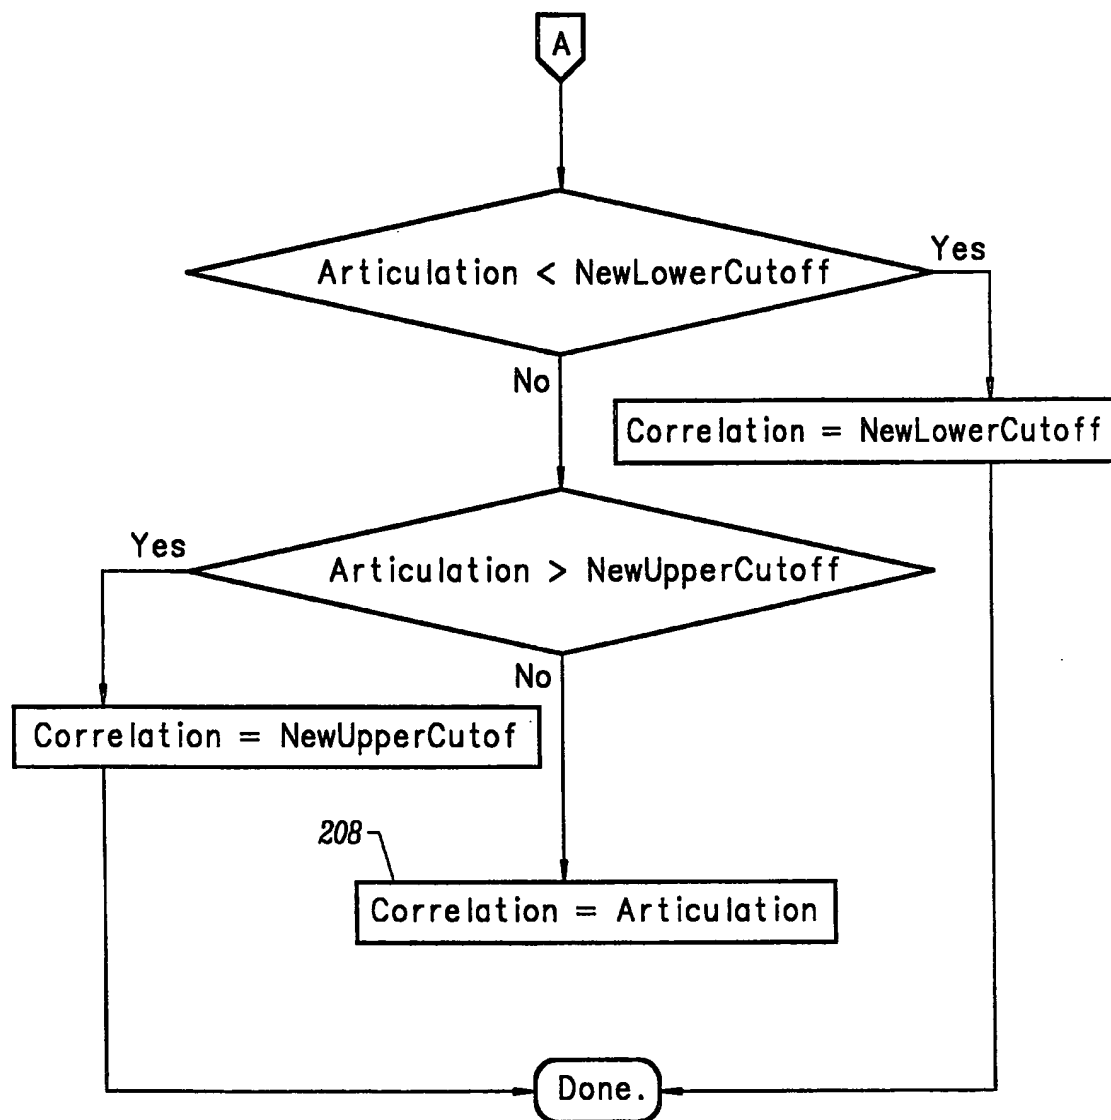 A
Yes
Articulation < NewLowerCutoff
No
Correlation = NewLowerCutoff
Yes
Articulation > NewUpperCutoff
No
Correlation = NewUpperCutof
208
Correlation = Articulation
Done.